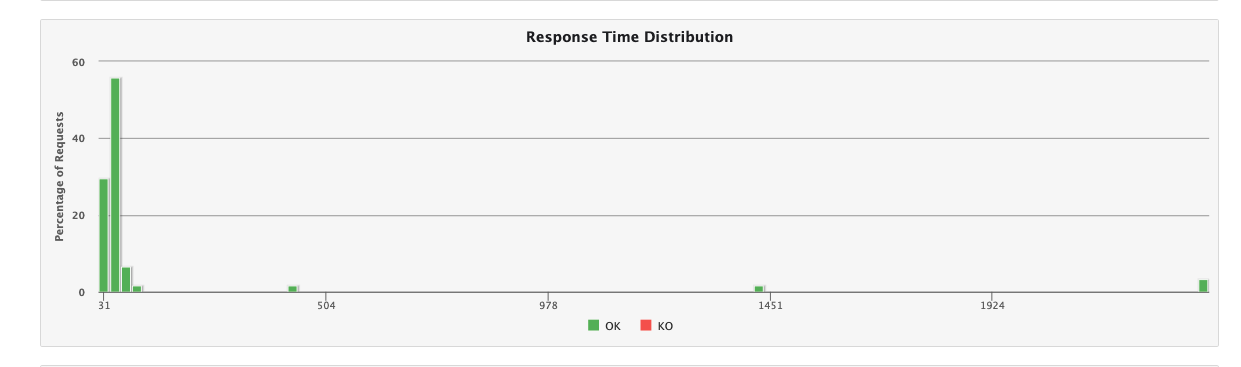 Response Time Distribution
Percentage of Requests
60
40
20
0
31 504 978 1451 1924
OK KO